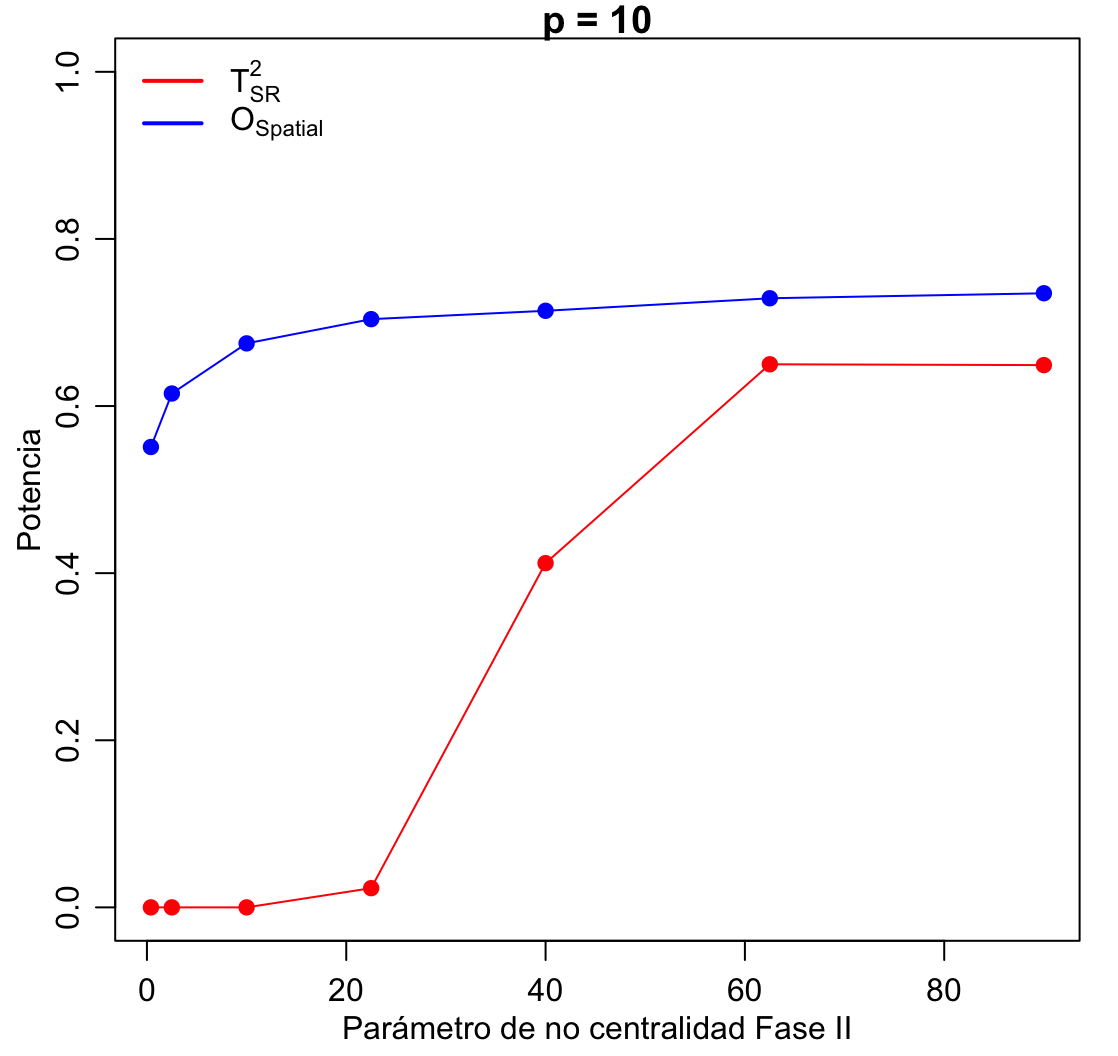 p = 10
T²SR
OSpatial
1.0
0.8
0.6
0.4
0.2
0.0
Potencia
0 20 40 60 80
Parámetro de no centralidad Fase II